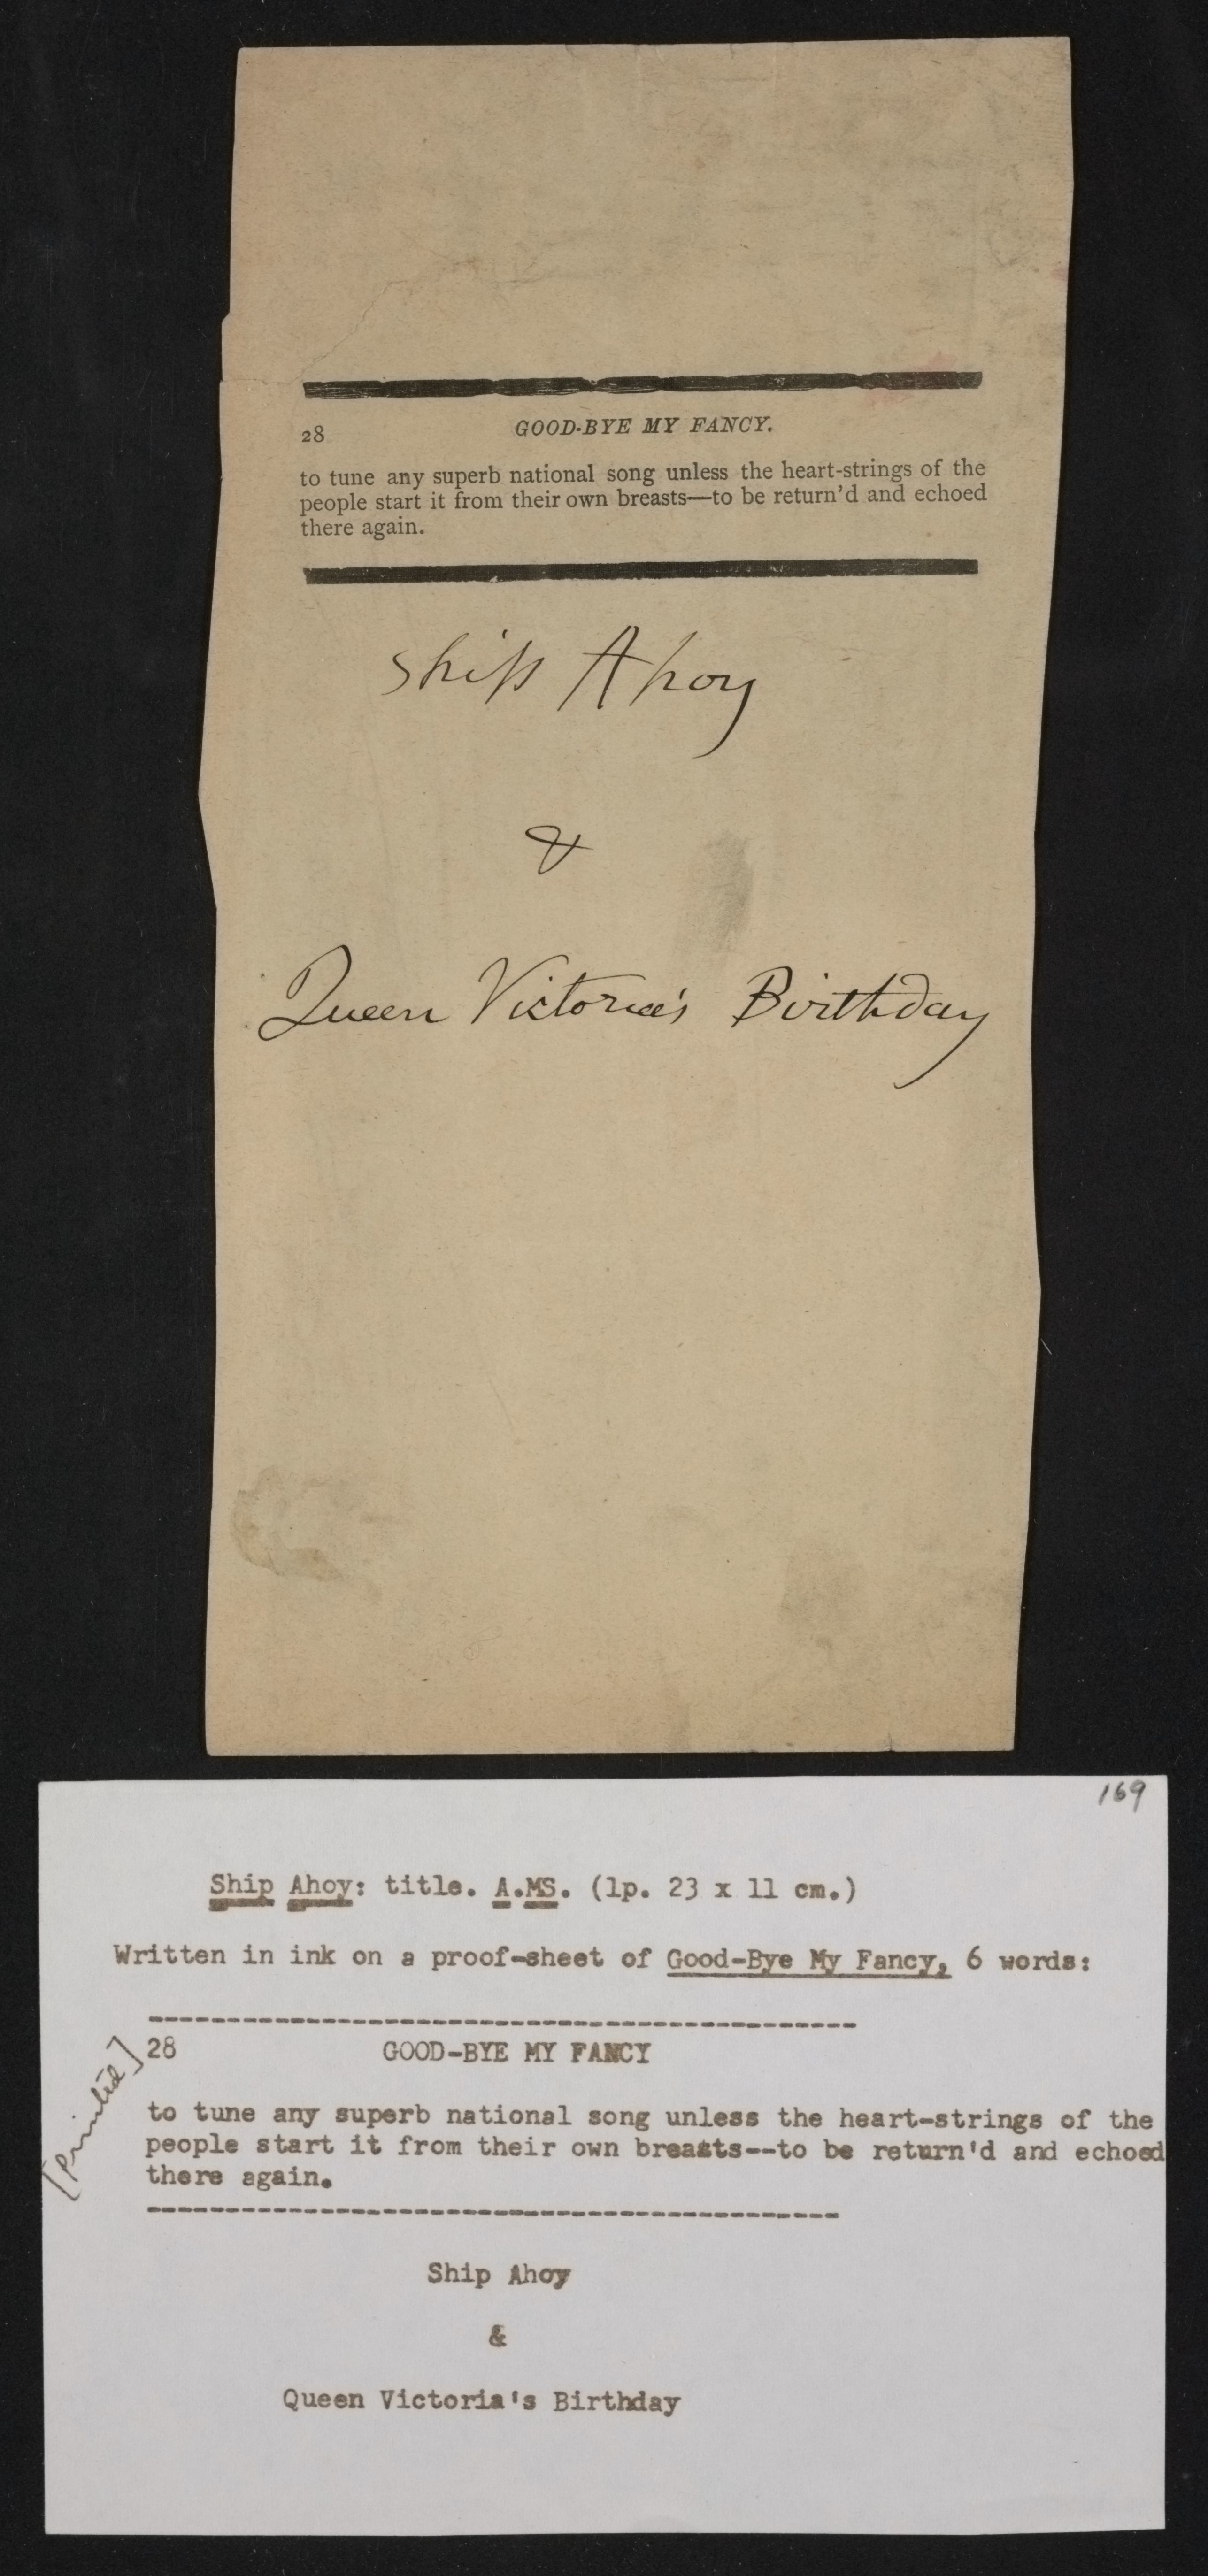 28 GOOD-BYE MY FANCY.
to tune any superb national song unless the heart-strings of the
people start it from their own breasts—to be return'd and echoed
there again.
Ship Ahoy
&
Queen Victoria's Birthday
169
Ship Ahoy: title. A.MS. (1p. 23 x 11 cm.)
Written in ink on a proof-sheet of Good-Bye My Fancy, 6 words:
[printed]
28 GOOD-BYE MY FANCY
to tune any superb national song unless the heart-strings of the
people start it from their own breasts--to be return'd and echoed
there again.
Ship Ahoy
&
Queen Victoria's Birthday